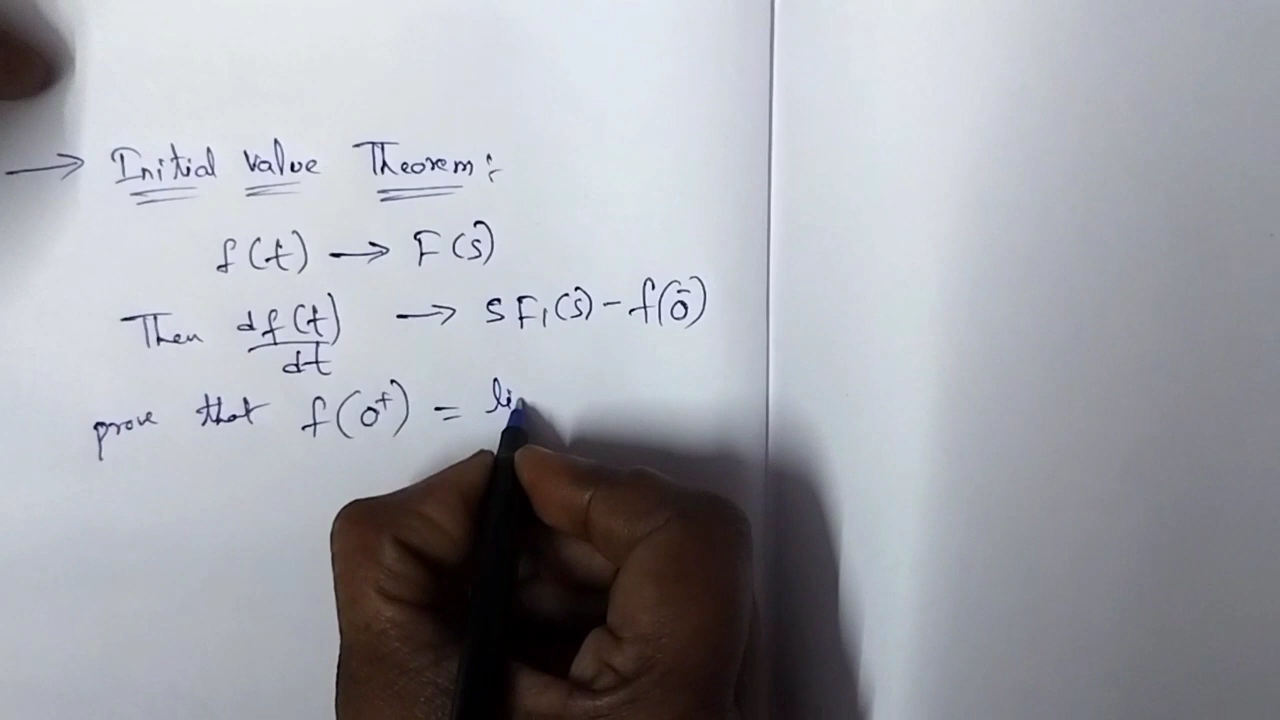 → Initial value Theorem:
f(t) → F(s)
Then df(t)/dt → SF₁(s) - f(0⁻)
prove that f(0⁺) = li